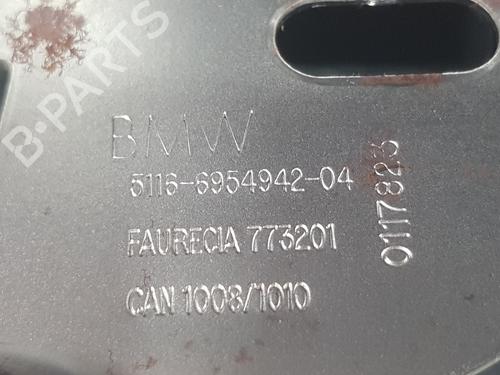 BMW
5116-6954942-04
FAURECIA 773201
CAN 1008/1010
0117823
B-PARTS